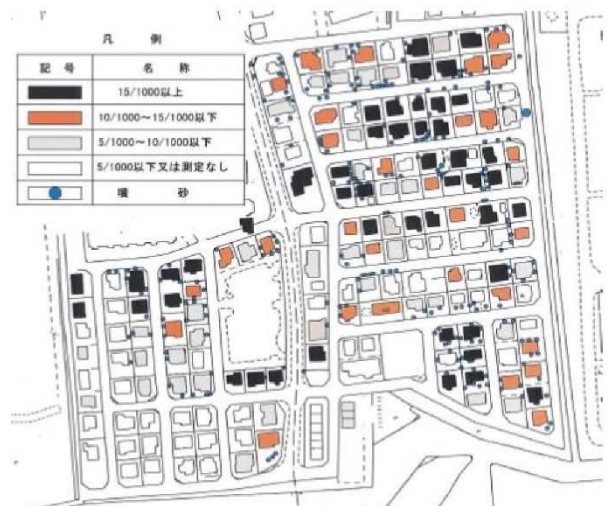 凡 例
記 号 名 称
15/1000以上
10/1000~15/1000以下
5/1000~10/1000以下
5/1000以下又は測定なし
噴 砂